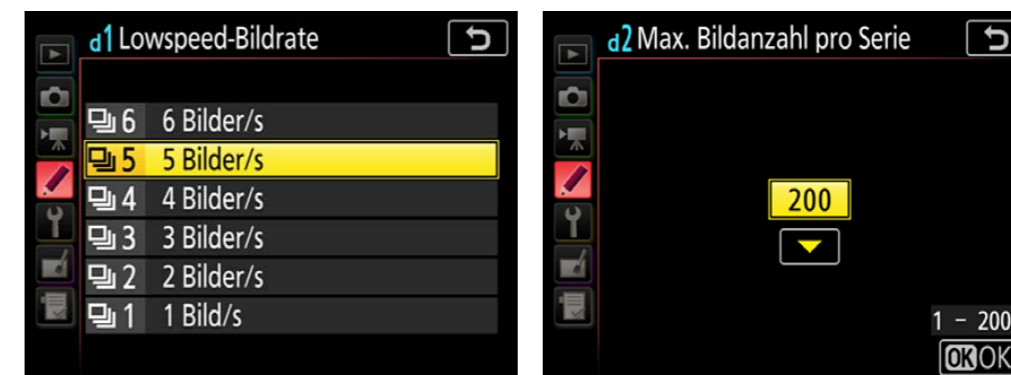 d1 Lowspeed-Bildrate
6 6 Bilder/s
5 5 Bilder/s
4 4 Bilder/s
3 3 Bilder/s
2 2 Bilder/s
1 1 Bild/s
d2 Max. Bildanzahl pro Serie
200
1 – 200
OK OK